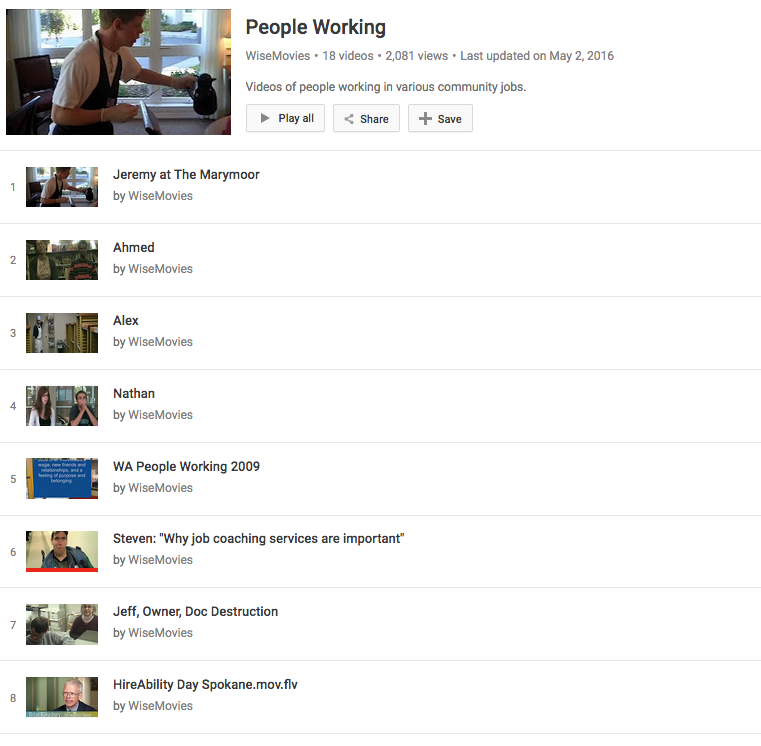 People Working
WiseMovies • 18 videos • 2,081 views • Last updated on May 2, 2016
Videos of people working in various community jobs.
Play all Share Save
1 Jeremy at The Marymoor
by WiseMovies
2 Ahmed
by WiseMovies
3 Alex
by WiseMovies
4 Nathan
by WiseMovies
wage, new friends and
relationships, and a
feeling of purpose and
belonging
5 WA People Working 2009
by WiseMovies
6 Steven: "Why job coaching services are important"
by WiseMovies
7 Jeff, Owner, Doc Destruction
by WiseMovies
8 HireAbility Day Spokane.mov.flv
by WiseMovies